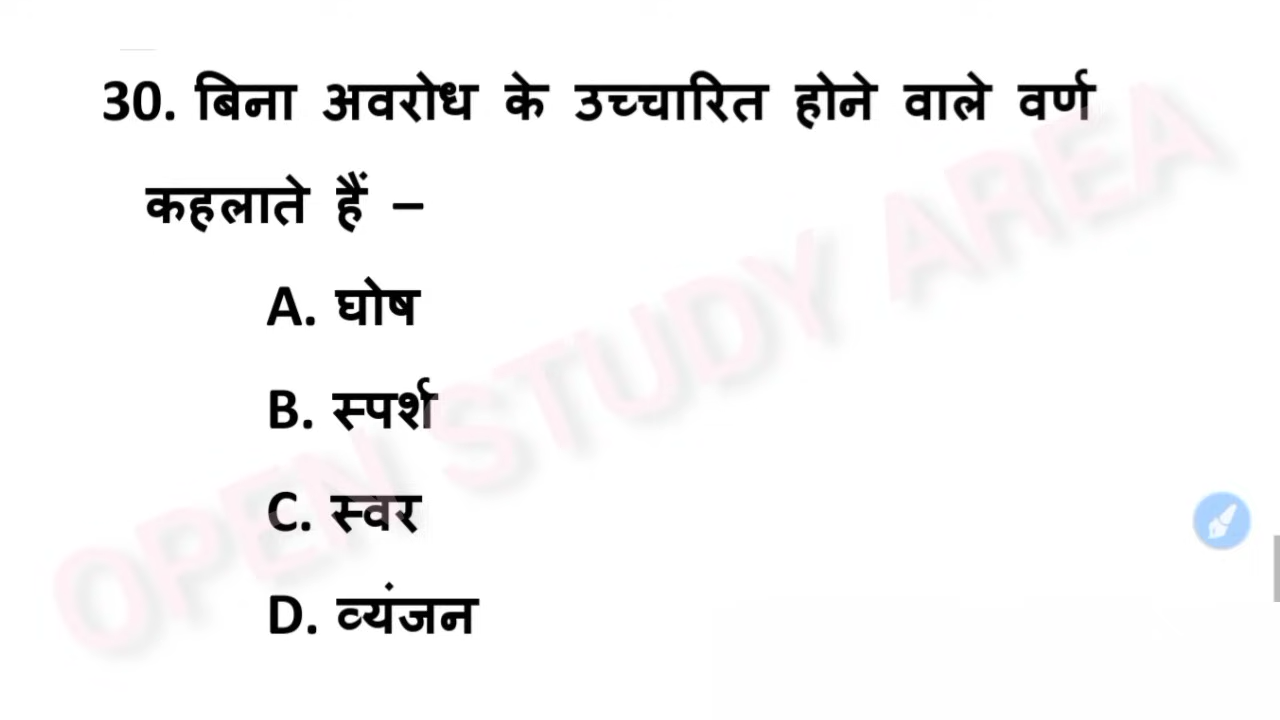 30. बिना अवरोध के उच्चारित होने वाले वर्ण
कहलाते हैं –
A. घोष
B. स्पर्श
C. स्वर
D. व्यंजन
OPEN STUDY AREA